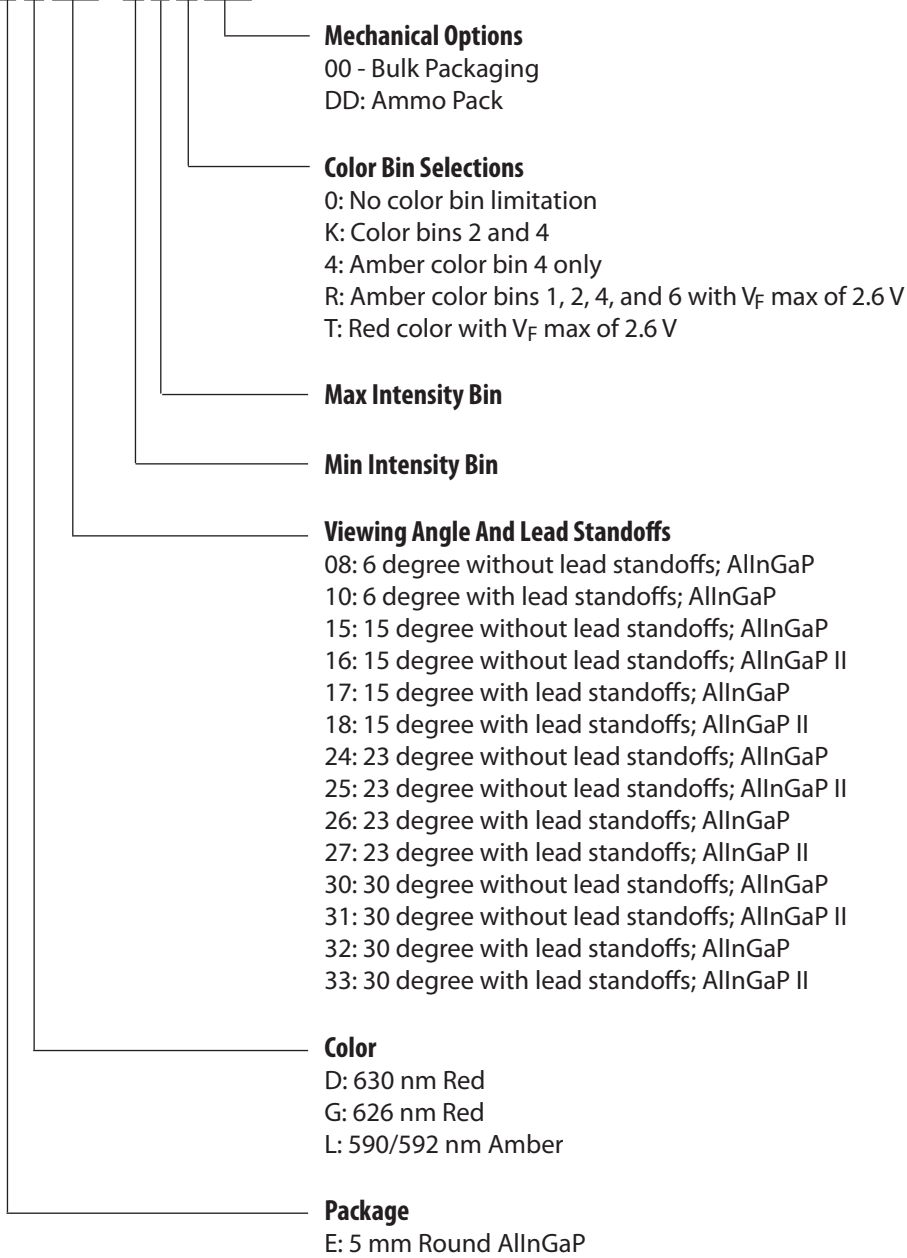 Mechanical Options
00 - Bulk Packaging
DD: Ammo Pack
Color Bin Selections
0: No color bin limitation
K: Color bins 2 and 4
4: Amber color bin 4 only
R: Amber color bins 1, 2, 4, and 6 with VF max of 2.6 V
T: Red color with VF max of 2.6 V
Max Intensity Bin
Min Intensity Bin
Viewing Angle And Lead Standoffs
08: 6 degree without lead standoffs; AlInGaP
10: 6 degree with lead standoffs; AlInGaP
15: 15 degree without lead standoffs; AlInGaP
16: 15 degree without lead standoffs; AlInGaP II
17: 15 degree with lead standoffs; AlInGaP
18: 15 degree with lead standoffs; AlInGaP II
24: 23 degree without lead standoffs; AlInGaP
25: 23 degree without lead standoffs; AlInGaP II
26: 23 degree with lead standoffs; AlInGaP
27: 23 degree with lead standoffs; AlInGaP II
30: 30 degree without lead standoffs; AlInGaP
31: 30 degree without lead standoffs; AlInGaP II
32: 30 degree with lead standoffs; AlInGaP
33: 30 degree with lead standoffs; AlInGaP II
Color
D: 630 nm Red
G: 626 nm Red
L: 590/592 nm Amber
Package
E: 5 mm Round AlInGaP